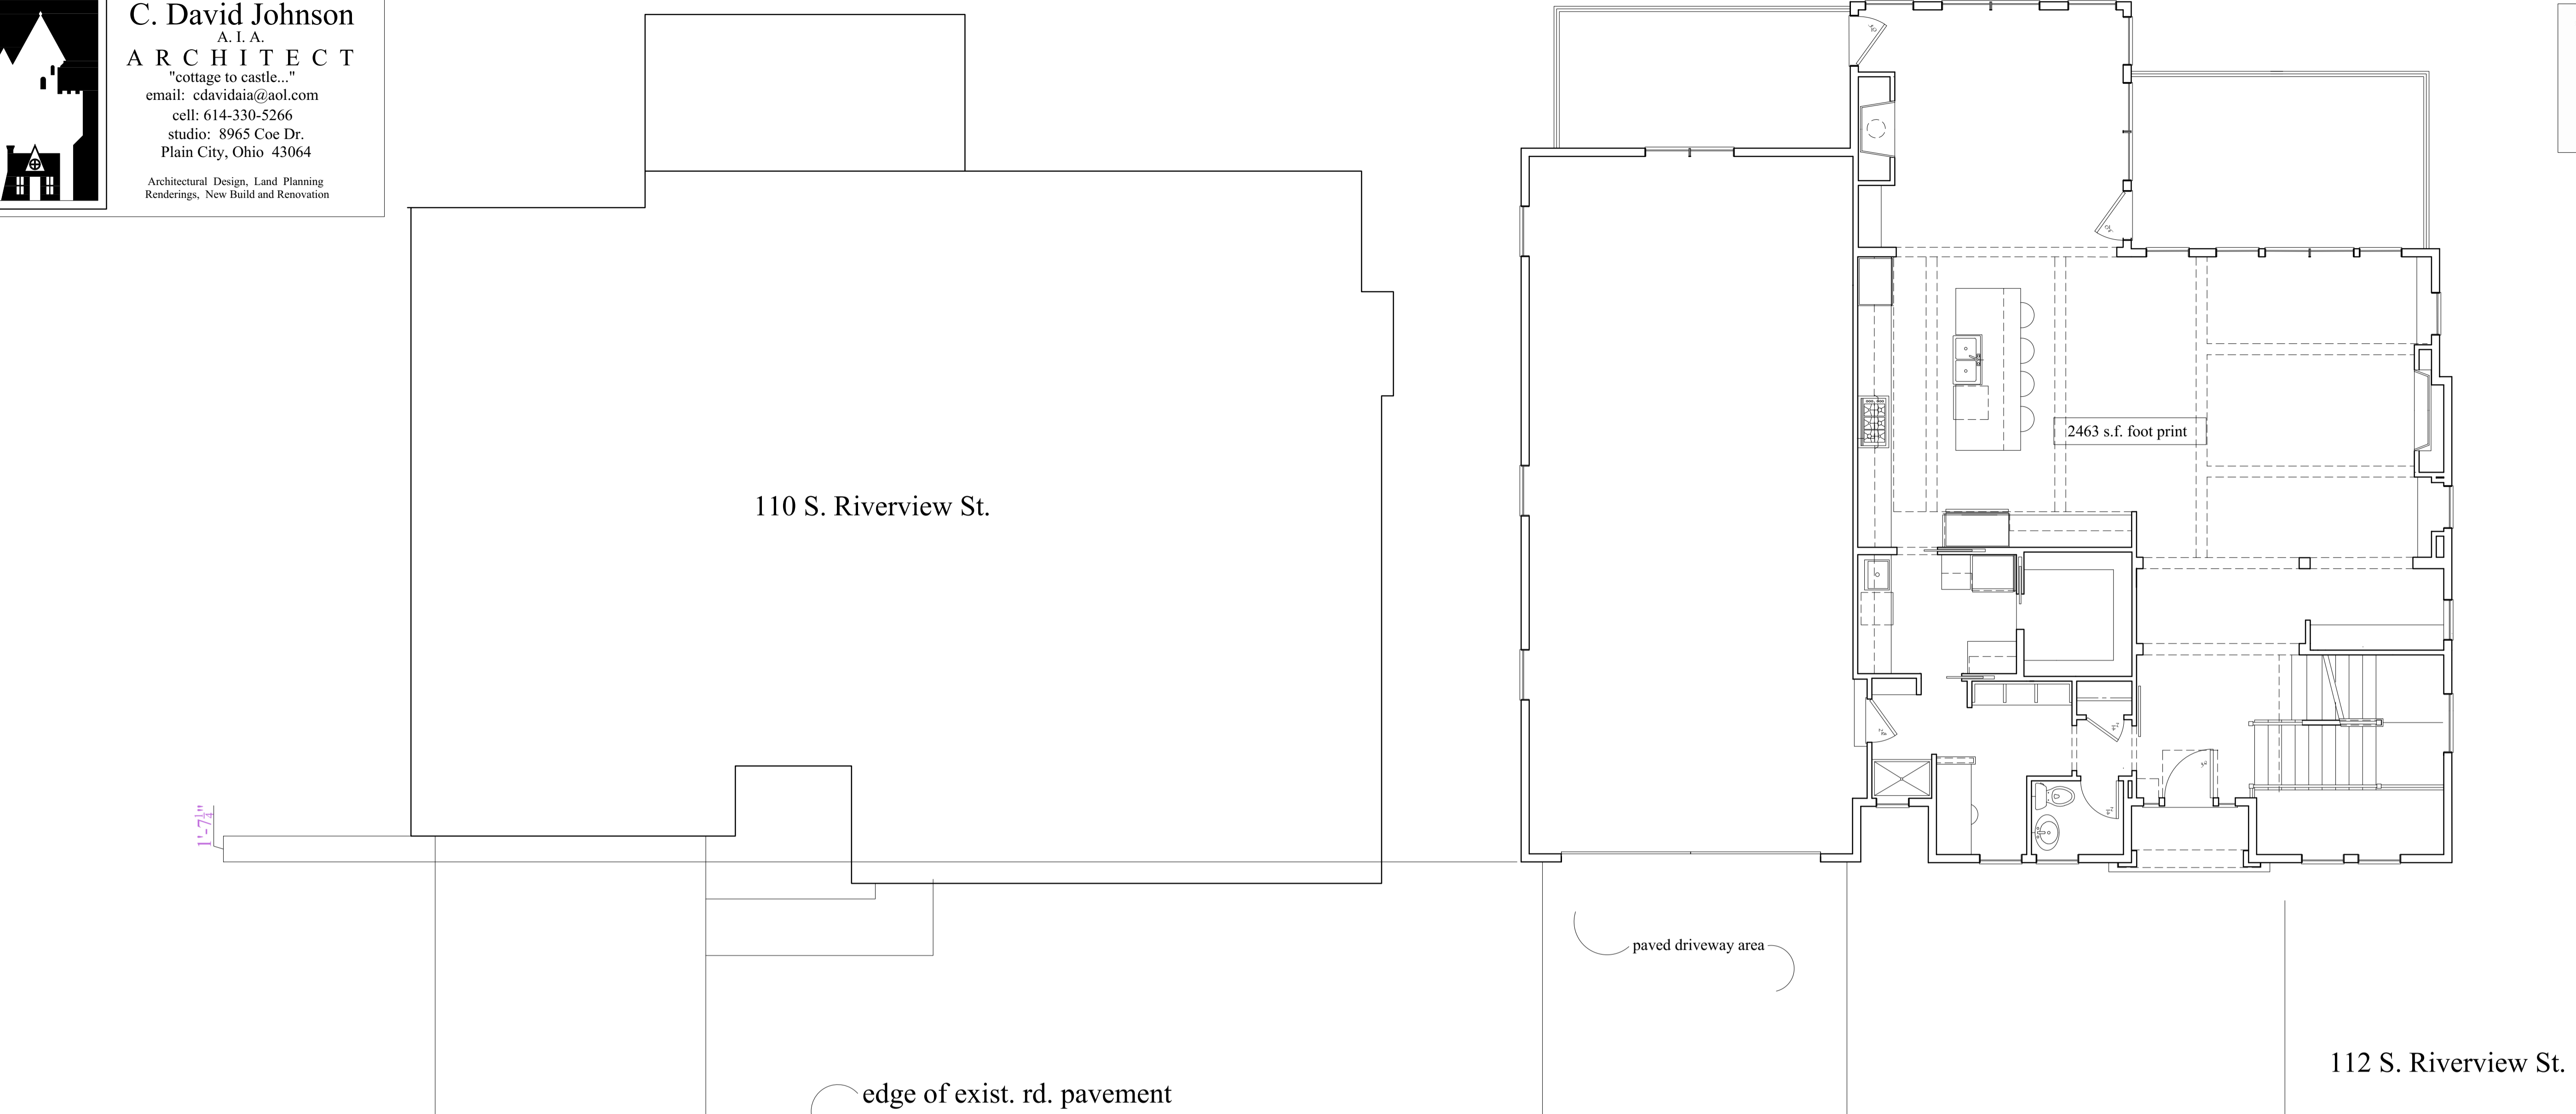 C. David Johnson
A. I. A.
A R C H I T E C T
"cottage to castle..."
email: cdavidaia@aol.com
cell: 614-330-5266
studio: 8965 Coe Dr.
Plain City, Ohio 43064
Architectural Design, Land Planning
Renderings, New Build and Renovation
2463 s.f. foot print
110 S. Riverview St.
1'-7 1/4"
paved driveway area
112 S. Riverview St.
edge of exist. rd. pavement